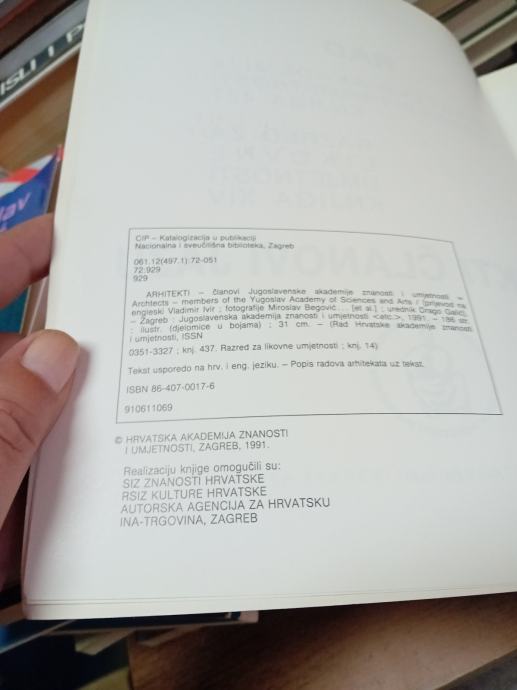 ISLI I P
lav
CIP – Katalogizacija u publikaciji
Nacionalna i sveučilišna biblioteka, Zagreb
061.12(497.1):72-051
72.929
929
ARHITEKTI – članovi Jugoslavenske akademije znanosti i umjetnosti =
Architects – members of the Yugoslav Academy of Sciences and Arts / [prijevod na
engleski Vladimir Ivir ; fotografije Miroslav Begović ... [et al.] ; urednik Drago Galić].
– Zagreb : Jugoslavenska akademija znanosti i umjetnosti <etc.>, 1991. – 186 str.
: ilustr. (djelomice u bojama) ; 31 cm. – (Rad Hrvatske akademije znanosti
i umjetnosti, ISSN
0351-3327 ; knj. 437. Razred za likovne umjetnosti ; knj. 14)
Tekst usporedo na hrv. i eng. jeziku. – Popis radova arhitekata uz tekst.
ISBN 86-407-0017-6
910611069
© HRVATSKA AKADEMIJA ZNANOSTI
I UMJETNOSTI, ZAGREB, 1991.
Realizaciju knjige omogućili su:
SIZ ZNANOSTI HRVATSKE
RSIZ KULTURE HRVATSKE
AUTORSKA AGENCIJA ZA HRVATSKU
INA-TRGOVINA, ZAGREB